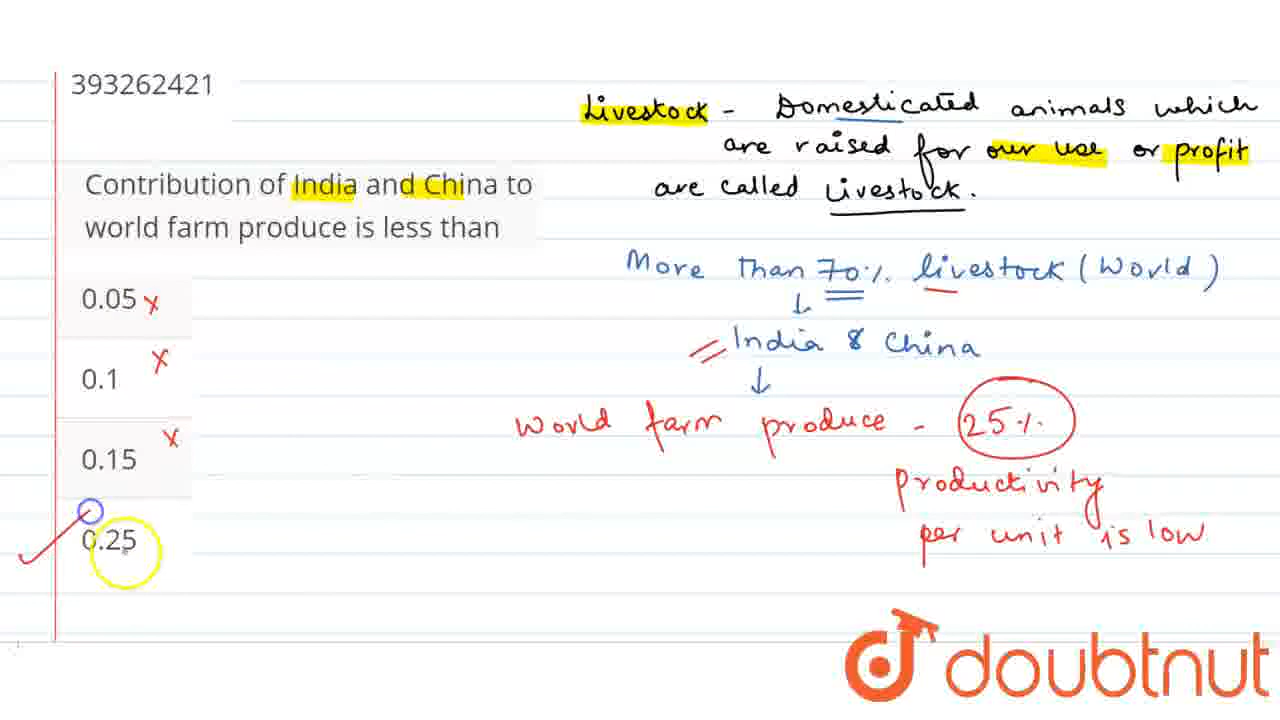 393262421
Contribution of India and China to
world farm produce is less than
0.05 x
0.1 x
0.15 x
0.25
Livestock - Domesticated animals which
are raised for our use or profit
are called Livestock.
More than 70% livestock (World)
↓
India & China
↓
World farm produce - 25%
Productivity
per unit is low
doubtnut